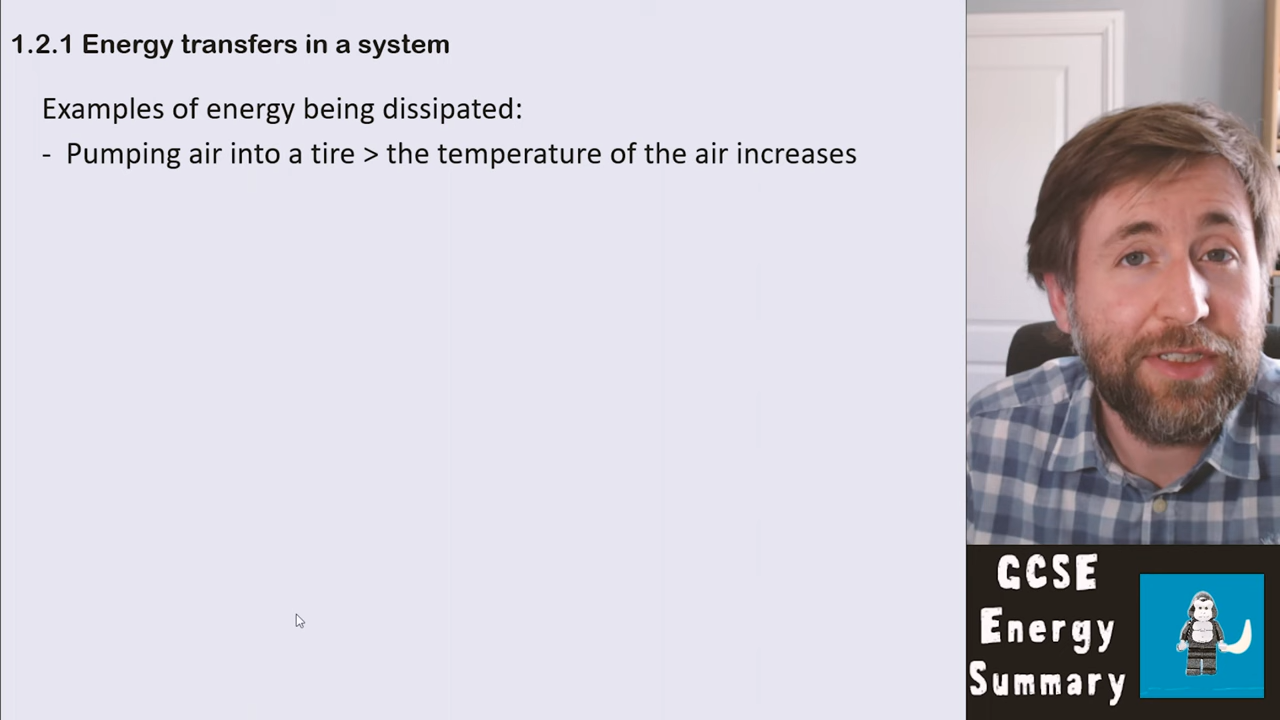 1.2.1 Energy transfers in a system
Examples of energy being dissipated:
- Pumping air into a tire > the temperature of the air increases
GCSE
Energy
Summary